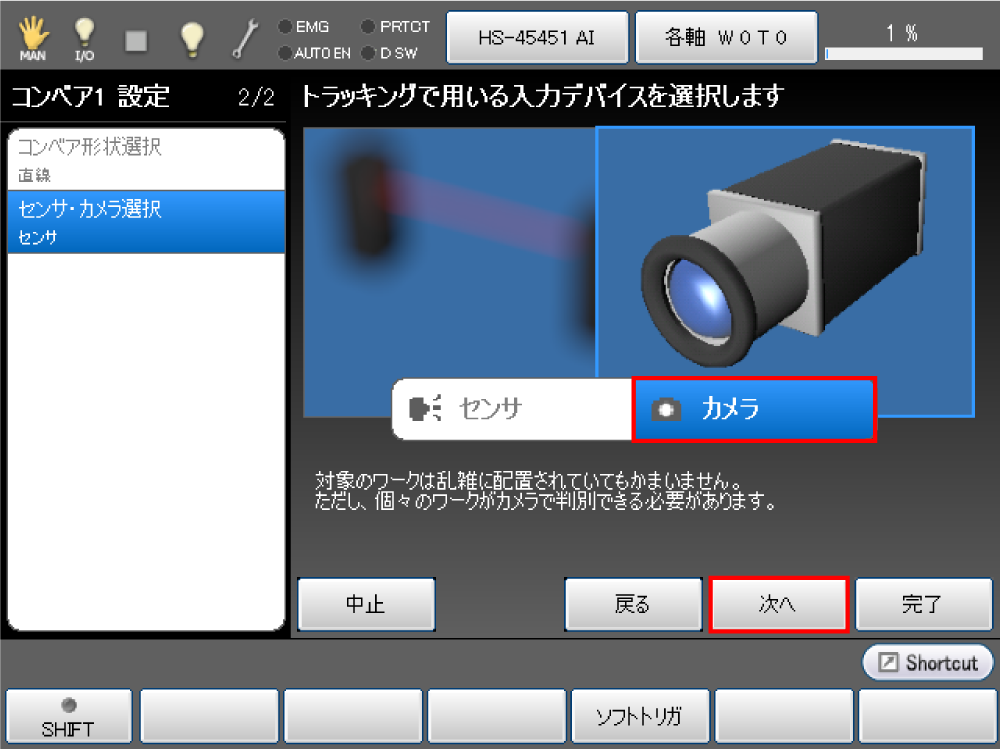 MAN
I/O
EMG
PRTCT
AUTO EN
D SW
HS-45451 AI
各軸 W0T0
1 %
コンベア1 設定 2/2
トラッキングで用いる入力デバイスを選択します
コンベア形状選択
直線
センサ・カメラ選択
センサ
センサ
カメラ
対象のワークは乱雑に配置されていてもかまいません。
ただし、個々のワークがカメラで判別できる必要があります。
中止
戻る
次へ
完了
Shortcut
SHIFT
ソフトトリガ